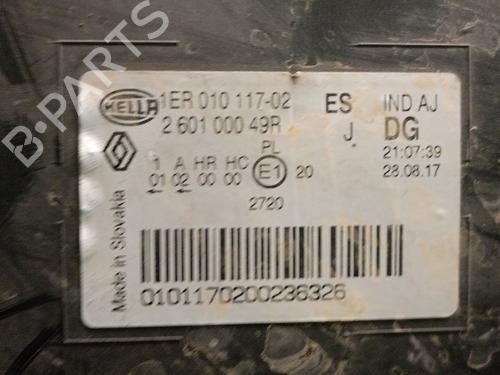 B-PARTS
HELLA 1ER 010 117-02 ES IND AJ
2 601 000 49R J DG
PL 21:07:39
1 A HR HC E1 20 28.08.17
01 02 00 00
2720
Made in Slovakia
0101170200236326